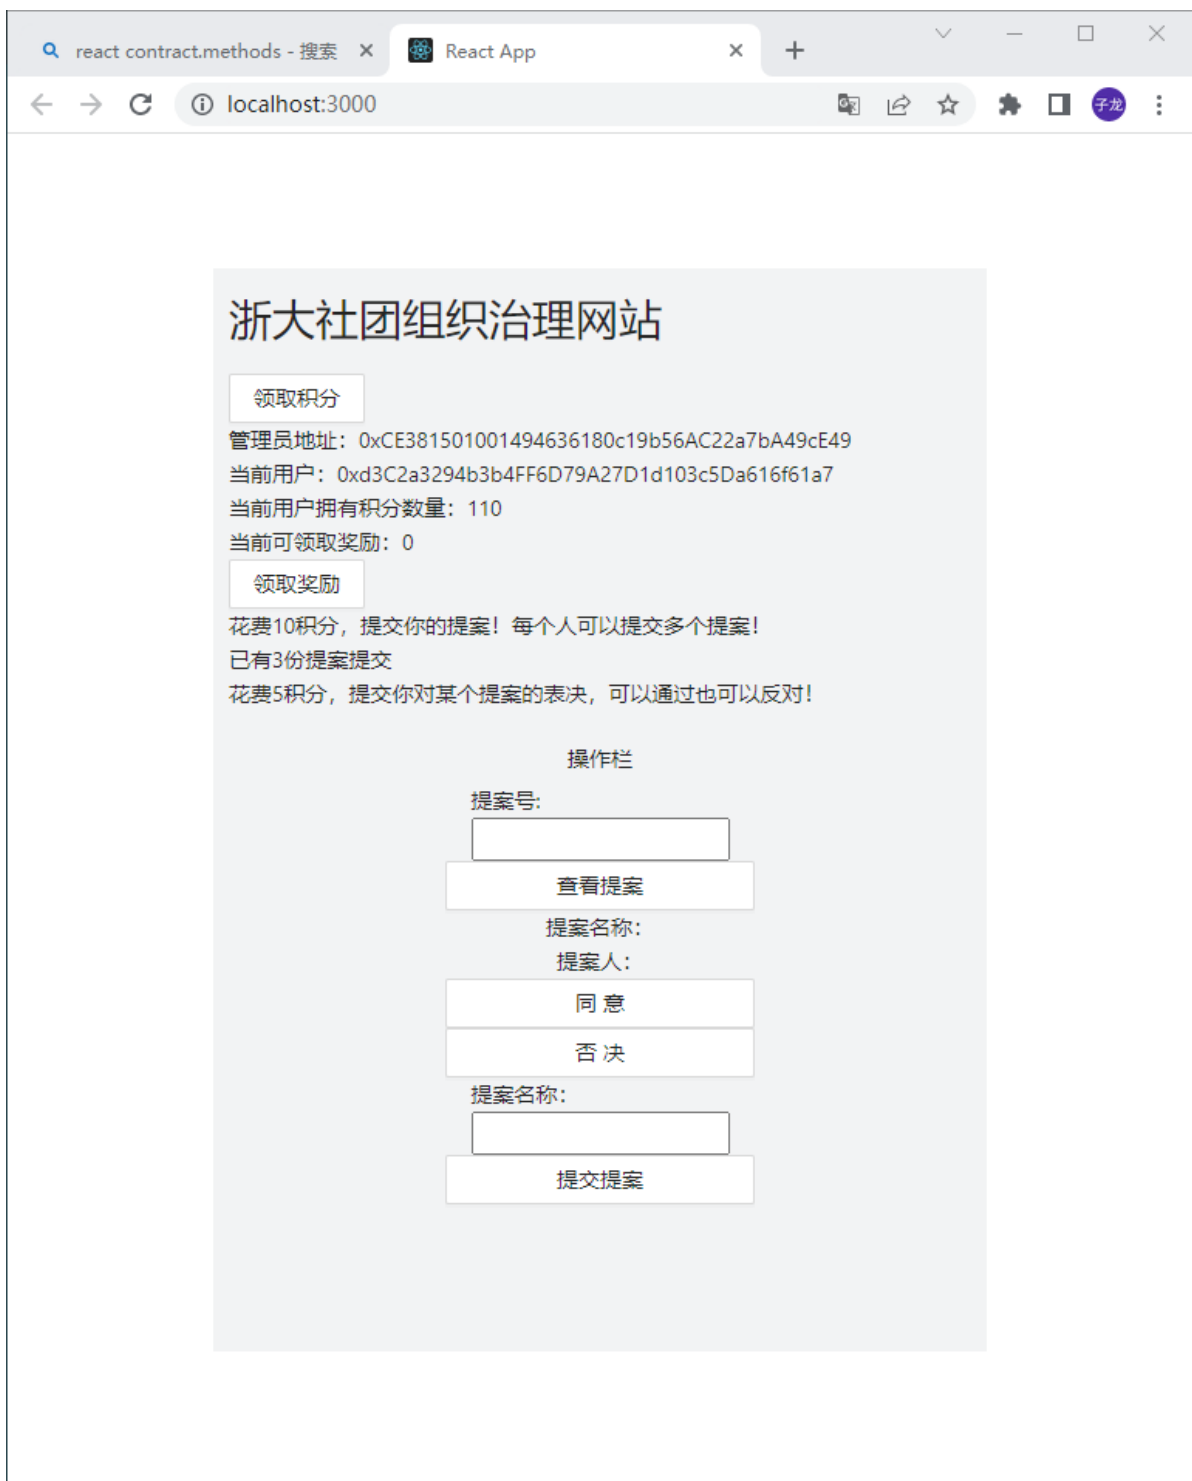 react contract.methods - 搜索
React App
localhost:3000
子龙
浙大社团组织治理网站
领取积分
管理员地址：0xCE381501001494636180c19b56AC22a7bA49cE49
当前用户：0xd3C2a3294b3b4FF6D79A27D1d103c5Da616f61a7
当前用户拥有积分数量：110
当前可领取奖励：0
领取奖励
花费10积分，提交你的提案！每个人可以提交多个提案！
已有3份提案提交
花费5积分，提交你对某个提案的表决，可以通过也可以反对！
操作栏
提案号:
查看提案
提案名称：
提案人：
同 意
否 决
提案名称：
提交提案